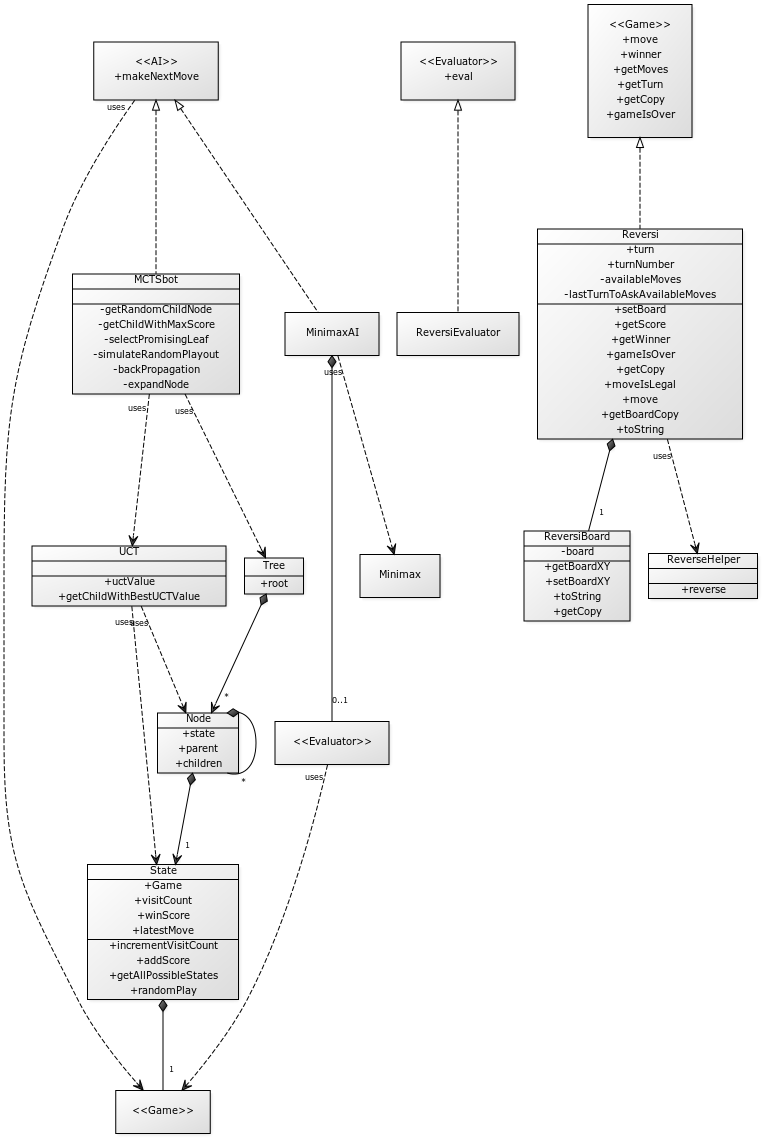 <<AI>>
+makeNextMove
<<Evaluator>>
+eval
<<Game>>
+move
+winner
+getMoves
+getTurn
+getCopy
+gameIsOver
uses
MCTSbot
-getRandomChildNode
-getChildWithMaxScore
-selectPromisingLeaf
-simulateRandomPlayout
-backPropagation
-expandNode
MinimaxAI
ReversiEvaluator
Reversi
+turn
+turnNumber
-availableMoves
-lastTurnToAskAvailableMoves
+setBoard
+getScore
+getWinner
+gameIsOver
+getCopy
+moveIsLegal
+move
+getBoardCopy
+toString
uses
uses
uses
uses
1
UCT
+uctValue
+getChildWithBestUCTValue
Tree
+root
Minimax
ReversiBoard
-board
+getBoardXY
+setBoardXY
+toString
+getCopy
ReverseHelper
+reverse
uses
uses
*
0..1
Node
+state
+parent
+children
*
<<Evaluator>>
uses
1
State
+Game
+visitCount
+winScore
+latestMove
+incrementVisitCount
+addScore
+getAllPossibleStates
+randomPlay
1
<<Game>>